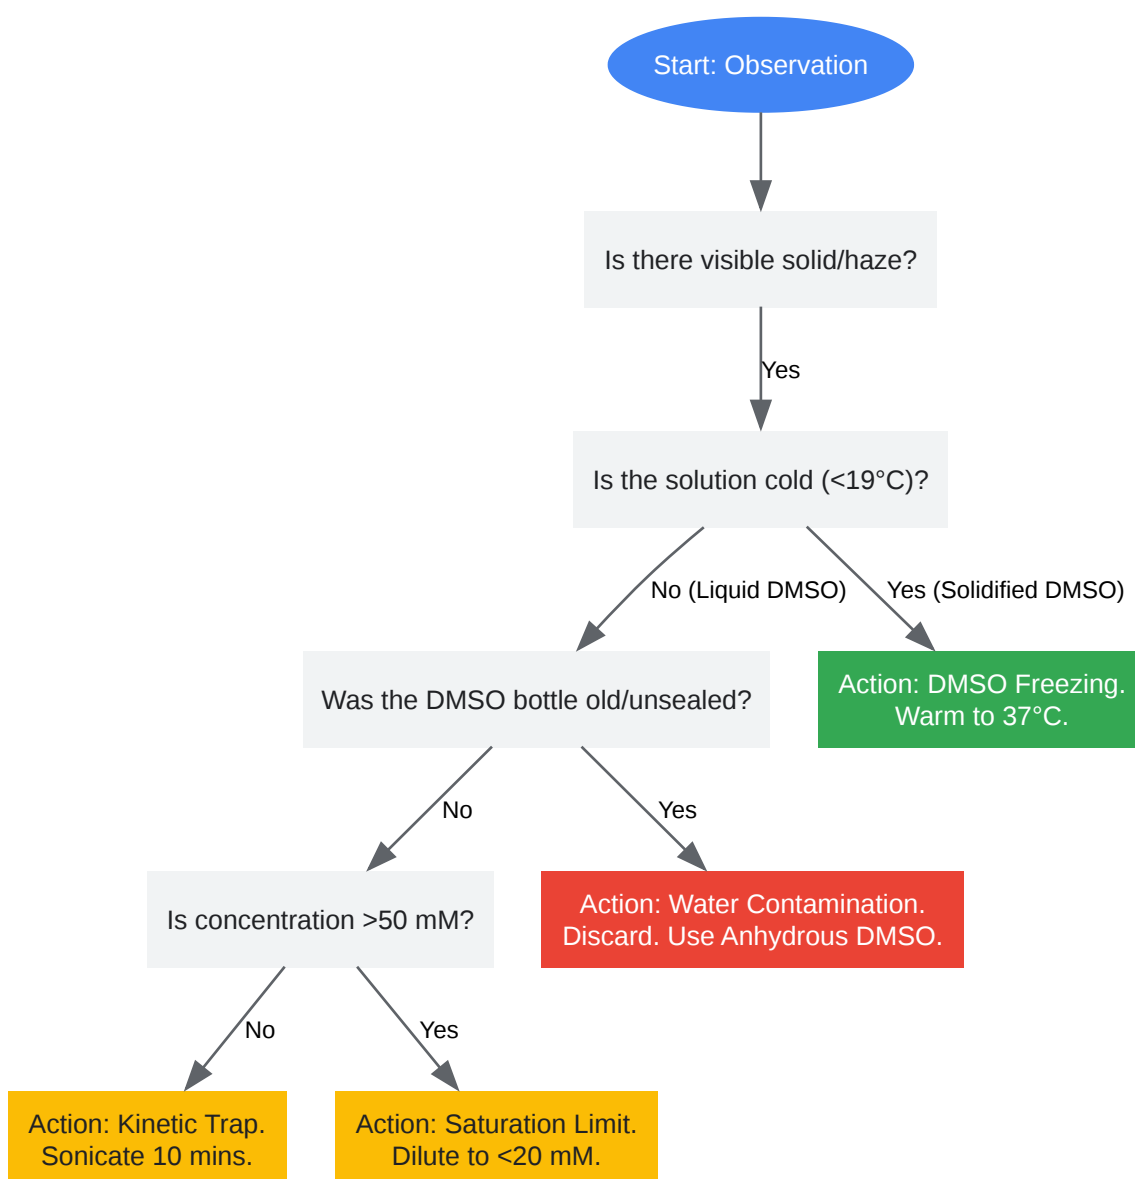 Start: Observation
Is there visible solid/haze?
Yes
Is the solution cold (<19°C)?
No (Liquid DMSO)
Yes (Solidified DMSO)
Was the DMSO bottle old/unsealed?
Action: DMSO Freezing.
Warm to 37°C.
No
Yes
Is concentration >50 mM?
Action: Water Contamination.
Discard. Use Anhydrous DMSO.
No
Yes
Action: Kinetic Trap.
Sonicate 10 mins.
Action: Saturation Limit.
Dilute to <20 mM.